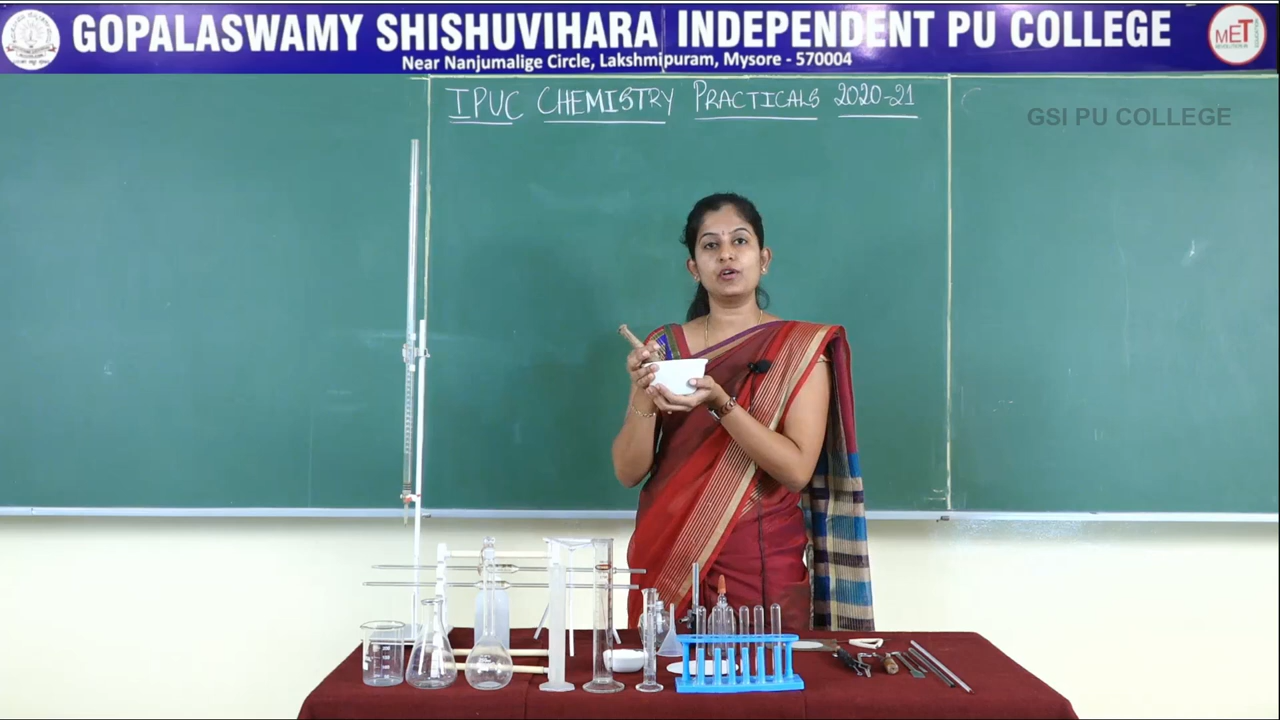 GOPALASWAMY SHISHUVIHARA INDEPENDENT PU COLLEGE
Near Nanjumalige Circle, Lakshmipuram, Mysore - 570004
MET
IPUC CHEMISTRY PRACTICALS 2020-21
GSI PU COLLEGE